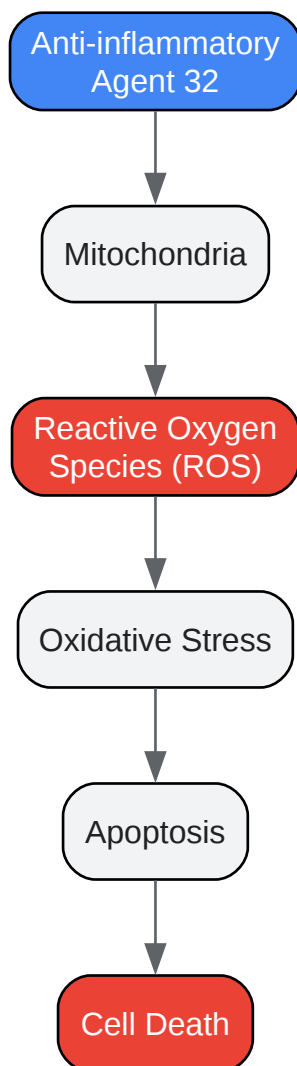 Anti-inflammatory
Agent 32
Mitochondria
Reactive Oxygen
Species (ROS)
Oxidative Stress
Apoptosis
Cell Death